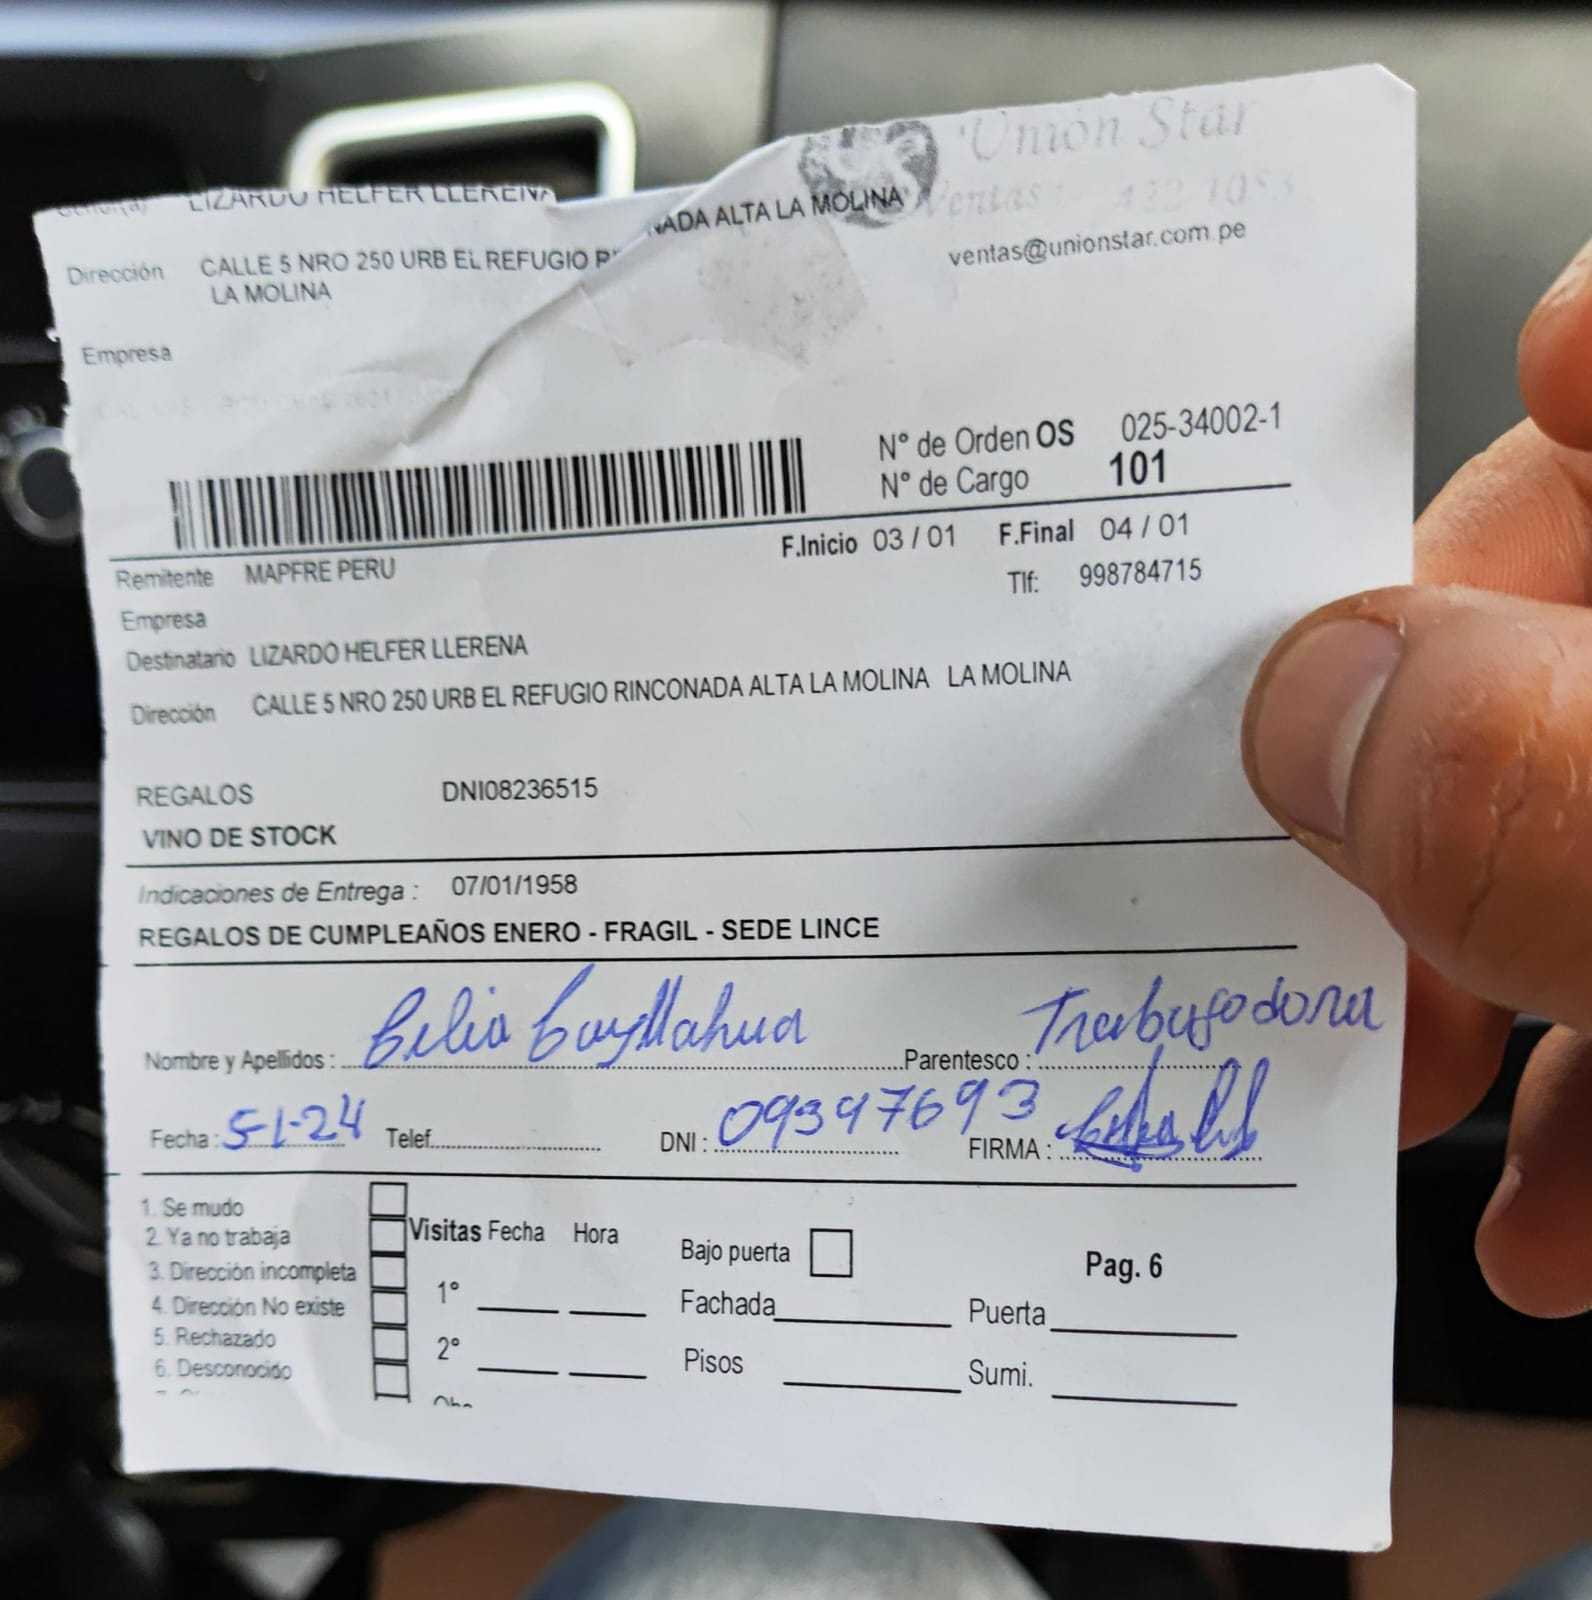 Unión Star
LIZARDO HELFER LLERENA
NADA ALTA LA MOLINA
Ventas
ventas@unionstar.com.pe
Dirección CALLE 5 NRO 250 URB EL REFUGIO
LA MOLINA
Empresa
N° de Orden OS 025-34002-1
N° de Cargo 101
F.Inicio 03 / 01 F.Final 04 / 01
Remitente MAPFRE PERU
Tlf: 998784715
Empresa
Destinatario LIZARDO HELFER LLERENA
Dirección CALLE 5 NRO 250 URB EL REFUGIO RINCONADA ALTA LA MOLINA LA MOLINA
REGALOS DNI08236515
VINO DE STOCK
Indicaciones de Entrega : 07/01/1958
REGALOS DE CUMPLEAÑOS ENERO - FRAGIL - SEDE LINCE
Nombre y Apellidos : Celia Cayllahua Parentesco : Trabajadora
Fecha : 5-1-24 Telef. DNI : 09347693 FIRMA :
1. Se mudo
2. Ya no trabaja
3. Dirección incompleta
4. Dirección No existe
5. Rechazado
6. Desconocido
Visitas Fecha Hora
1°
2°
Bajo puerta
Fachada Puerta
Pisos Sumi.
Pag. 6